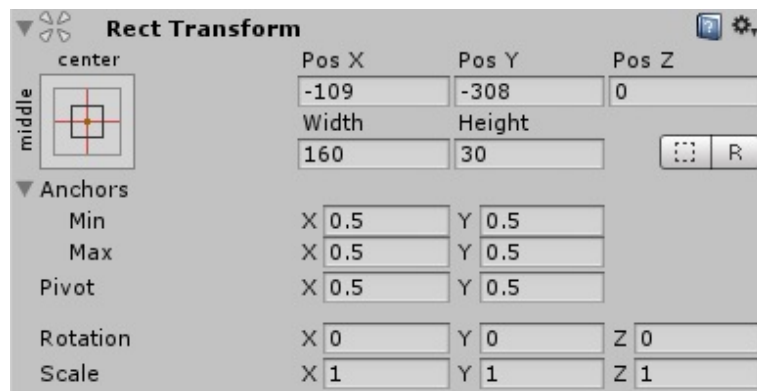 Rect Transform
center
Pos X Pos Y Pos Z
middle
-109 -308 0
Width Height
160 30 R
Anchors
Min X 0.5 Y 0.5
Max X 0.5 Y 0.5
Pivot X 0.5 Y 0.5
Rotation X 0 Y 0 Z 0
Scale X 1 Y 1 Z 1